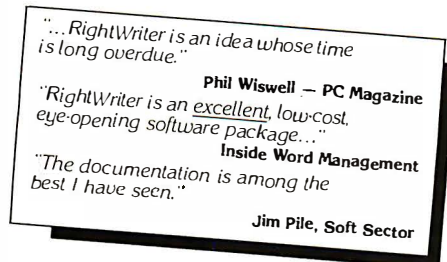 "...RightWriter is an idea whose time
is long overdue."
Phil Wiswell — PC Magazine
"RightWriter is an excellent, low-cost,
eye-opening software package..."
Inside Word Management
"The documentation is among the
best I have seen."
Jim Pile, Soft Sector